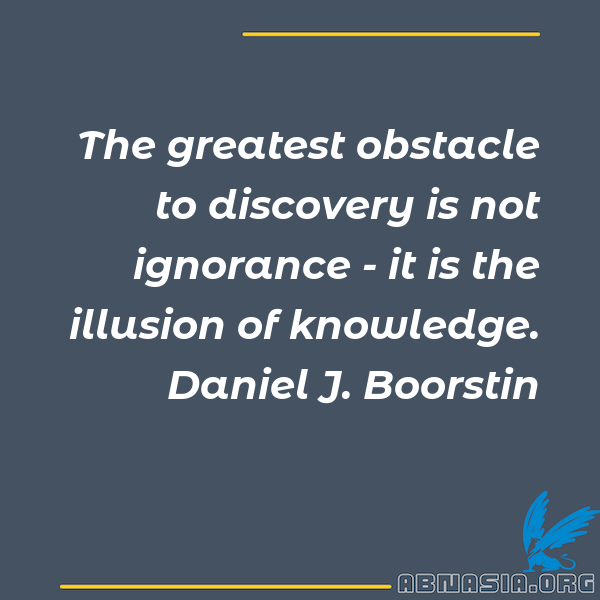 The greatest obstacle
to discovery is not
ignorance - it is the
illusion of knowledge.
Daniel J. Boorstin
ABNASIA.ORG